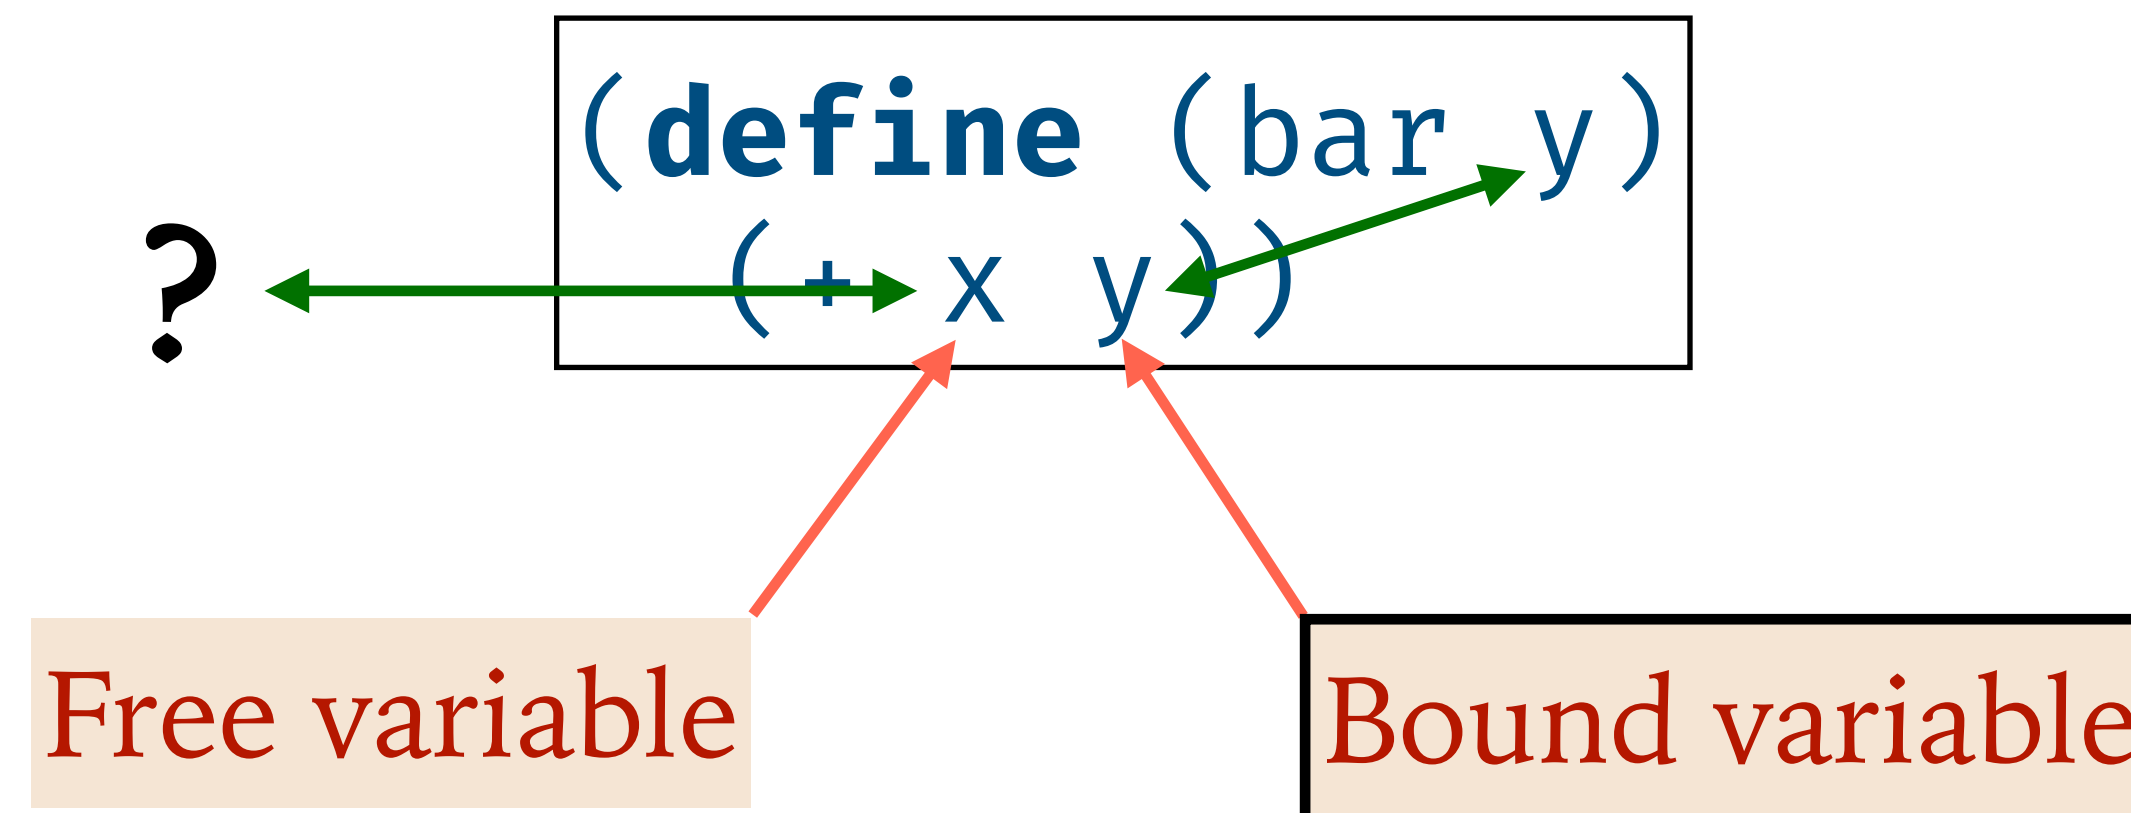 (define (bar y)
? (+ x y))
Free variable
Bound variable